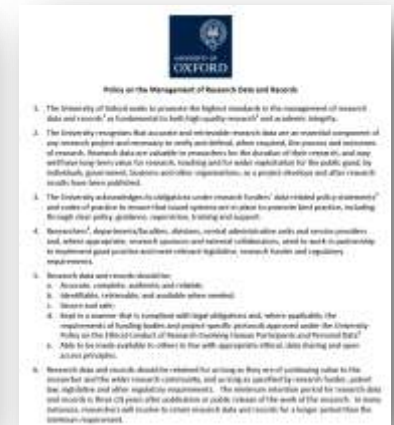 UNIVERSITY OF
OXFORD
Policy on the Management of Research Data and Records
1. The University of Oxford seeks to promote the highest standards in the management of research
data and records as fundamental to both high quality research and academic integrity.
2. The University recognises that accurate and retrievable research data are an essential component of
any research project and necessary to verify and defend, when required, the process and outcomes
of research. Research data are valuable to researchers for the duration of their research, and may
well have long-term value for research, teaching and for wider exploitation for the public good, by
individuals, government, business and other organisations, as a project develops and after research
results have been published.
3. The University acknowledges its obligations under research funders' data-related policy statements
and codes of practice to ensure that sound systems are in place to promote best practice, including
through clear policy, guidance, supervision, training and support.
4. Researchers, departments/faculties, divisions, central administrative units and service providers
and, where appropriate, research sponsors and external collaborators, need to work in partnership
to implement good practice and meet relevant legislative, research funder and regulatory
requirements.
5. Research data and records should be:
a. Accurate, complete, authentic and reliable;
b. Identifiable, retrievable, and available when needed;
c. Secure and safe;
d. Kept in a manner that is compliant with legal obligations and, where applicable, the
requirements of funding bodies and project-specific protocols approved under the University
Policy on the Ethical Conduct of Research Involving Human Participants and Personal Data
e. Able to be made available to others in line with appropriate ethical, data sharing and open
access principles.
6. Research data and records should be retained for as long as they are of continuing value to the
researcher and the wider research community, and as long as specified by research funder, patent
law, legislative and other regulatory requirements. The minimum retention period for research data
and records is three (3) years after publication or public release of the work of the research. In many
instances, researchers will resolve to retain research data and records for a longer period than the
minimum requirement.